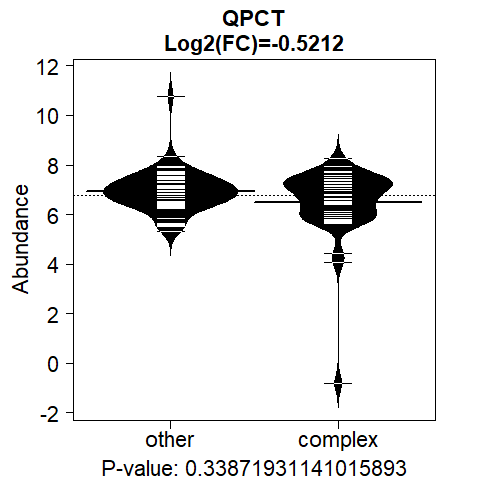 QPCT
Log2(FC)=-0.5212
Abundance
12
10
8
6
4
2
0
-2
other complex
P-value: 0.33871931141015893